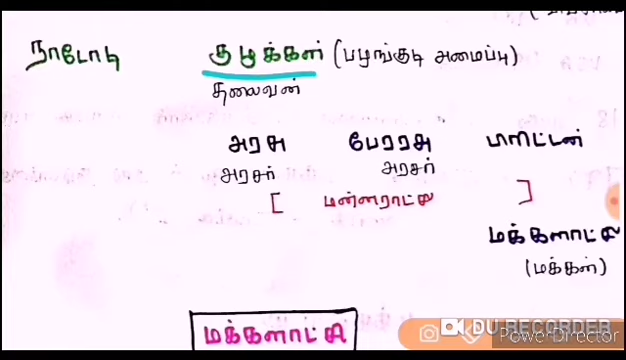 நாடோடி குழுக்கள் (பழங்குடி அமைப்பு)
தலைவன்
அரசு பேரரசு பிரிட்டன்
அரசர் அரசர்
[ மன்னராட்சி ]
மக்களாட்சி
(மக்கள்)
மக்களாட்சி
DU RECORDER
PowerDirector